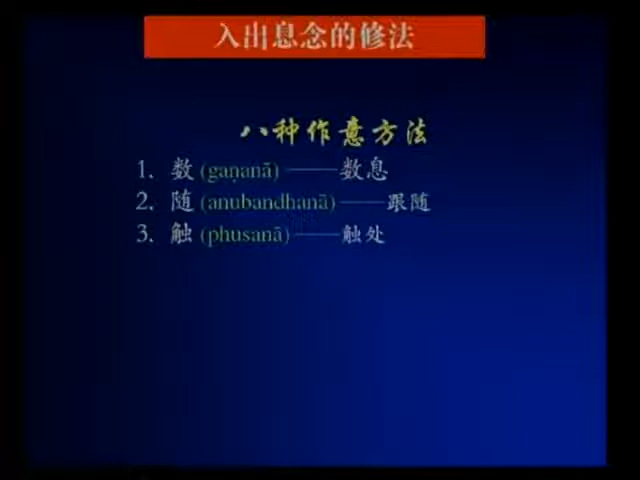 入出息念的修法
八种作意方法
1. 数 (gaṇanā) ——数息
2. 随 (anubandhanā) ——跟随
3. 触 (phusanā) ——触处